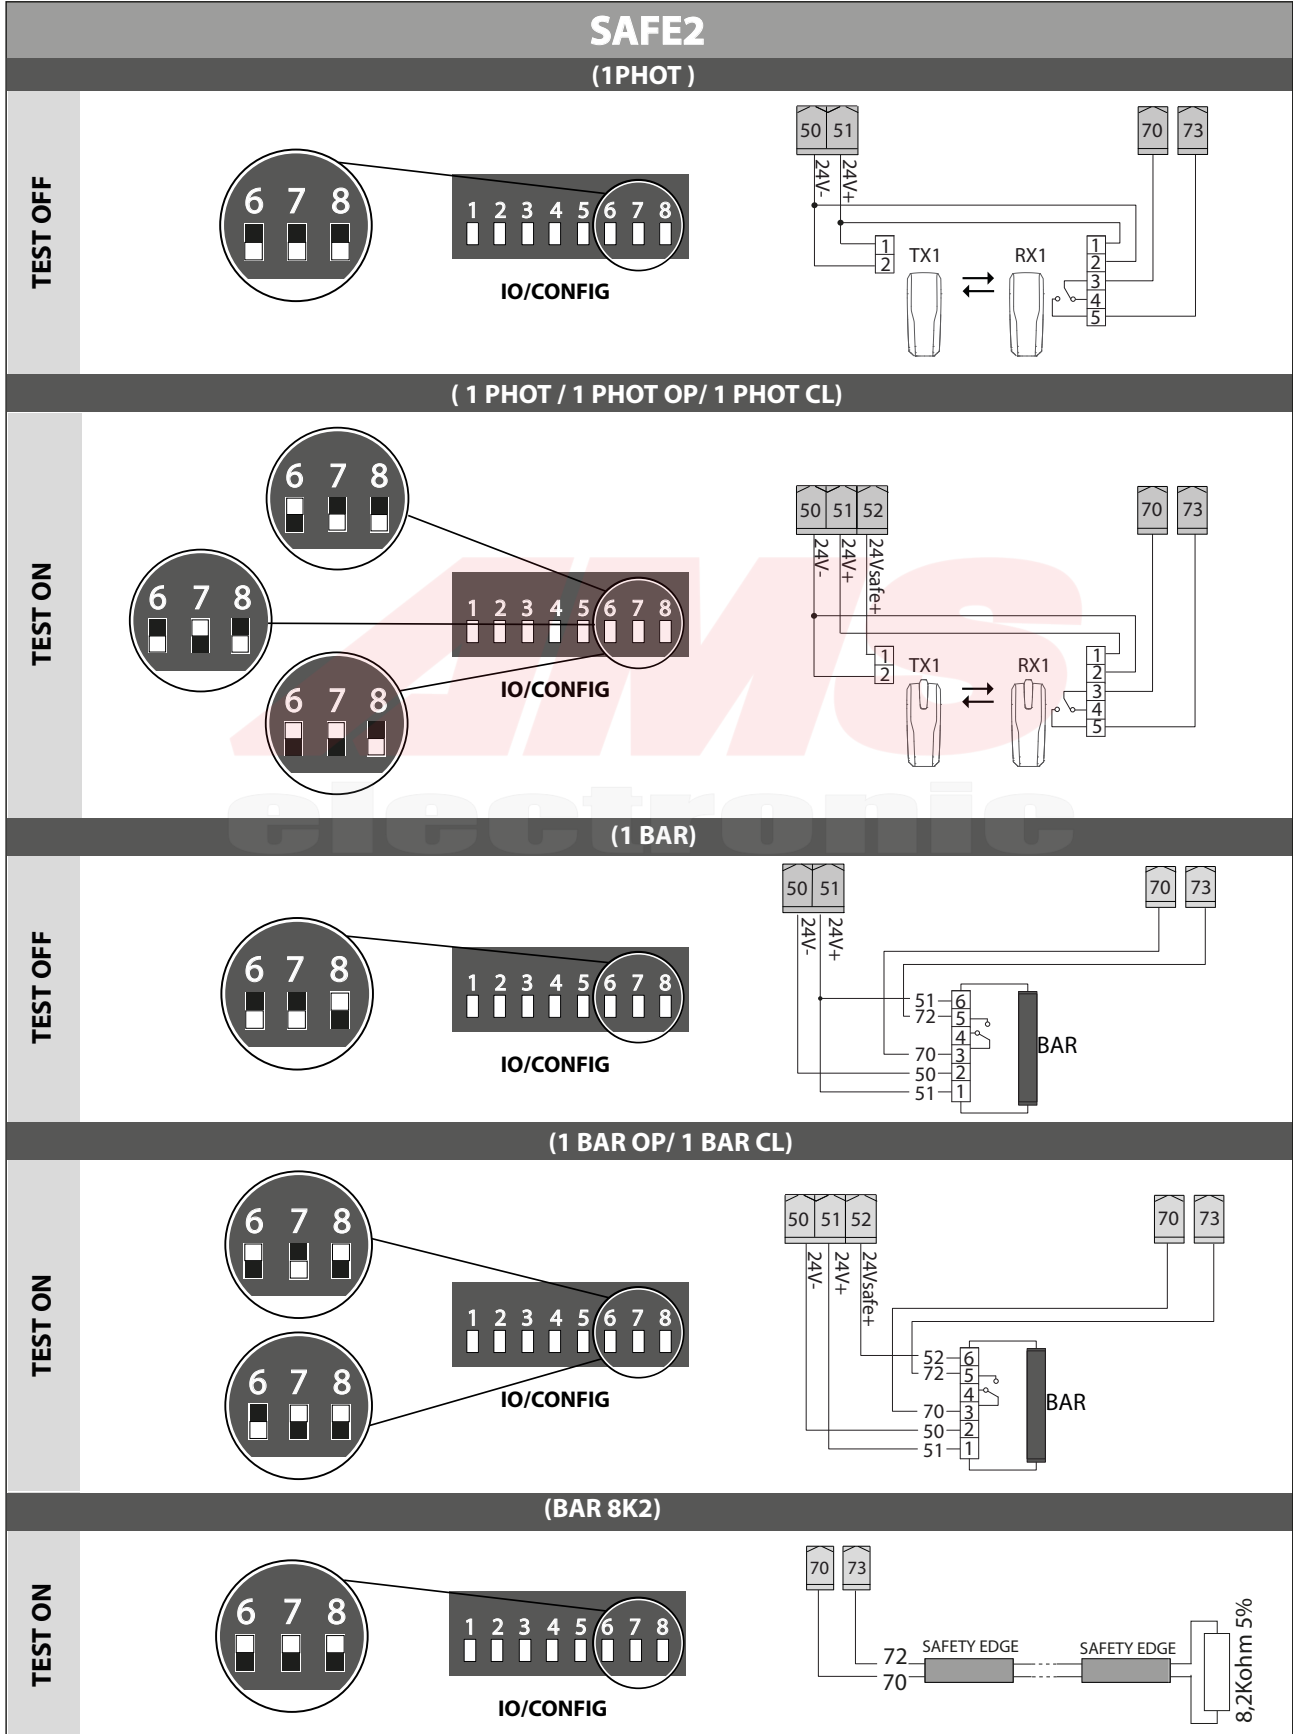 SAFE2
(1PHOT )
TEST OFF
6 7 8
1 2 3 4 5 6 7 8
IO/CONFIG
50 51
24V-
24V+
70 73
1
2
TX1
RX1
1
2
3
4
5
( 1 PHOT / 1 PHOT OP/ 1 PHOT CL)
TEST ON
6 7 8
6 7 8
6 7 8
1 2 3 4 5 6 7 8
IO/CONFIG
50 51 52
24V-
24V+
24Vsafe+
70 73
1
2
TX1
RX1
1
2
3
4
5
AMS
electronic
(1 BAR)
TEST OFF
6 7 8
1 2 3 4 5 6 7 8
IO/CONFIG
50 51
24V-
24V+
70 73
51 6
72 5
4
70 3
50 2
51 1
BAR
(1 BAR OP/ 1 BAR CL)
TEST ON
6 7 8
6 7 8
1 2 3 4 5 6 7 8
IO/CONFIG
50 51 52
24V-
24V+
24Vsafe+
70 73
52 6
72 5
4
70 3
50 2
51 1
BAR
(BAR 8K2)
TEST ON
6 7 8
1 2 3 4 5 6 7 8
IO/CONFIG
70 73
72
70
SAFETY EDGE
SAFETY EDGE
8,2Kohm 5%